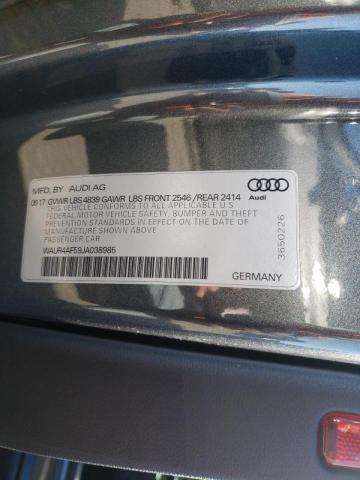 MFD. BY AUDI AG
09 17 GVWR LBS 4839 GAWR LBS FRONT 2546 / REAR 2414
THIS VEHICLE CONFORMS TO ALL APPLICABLE U.S.
FEDERAL MOTOR VEHICLE SAFETY, BUMPER AND THEFT
PREVENTION STANDARDS IN EFFECT ON THE DATE OF
MANUFACTURE SHOWN ABOVE
PASSENGER CAR
WAUR4AF59JA038985
GERMANY
Audi
3650226